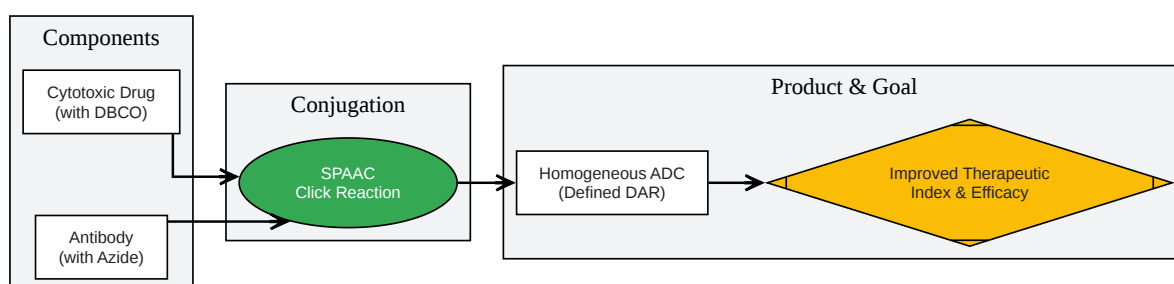 Components
Cytotoxic Drug
(with DBCO)
Antibody
(with Azide)
Conjugation
SPAAC
Click Reaction
Product & Goal
Homogeneous ADC
(Defined DAR)
Improved Therapeutic
Index & Efficacy